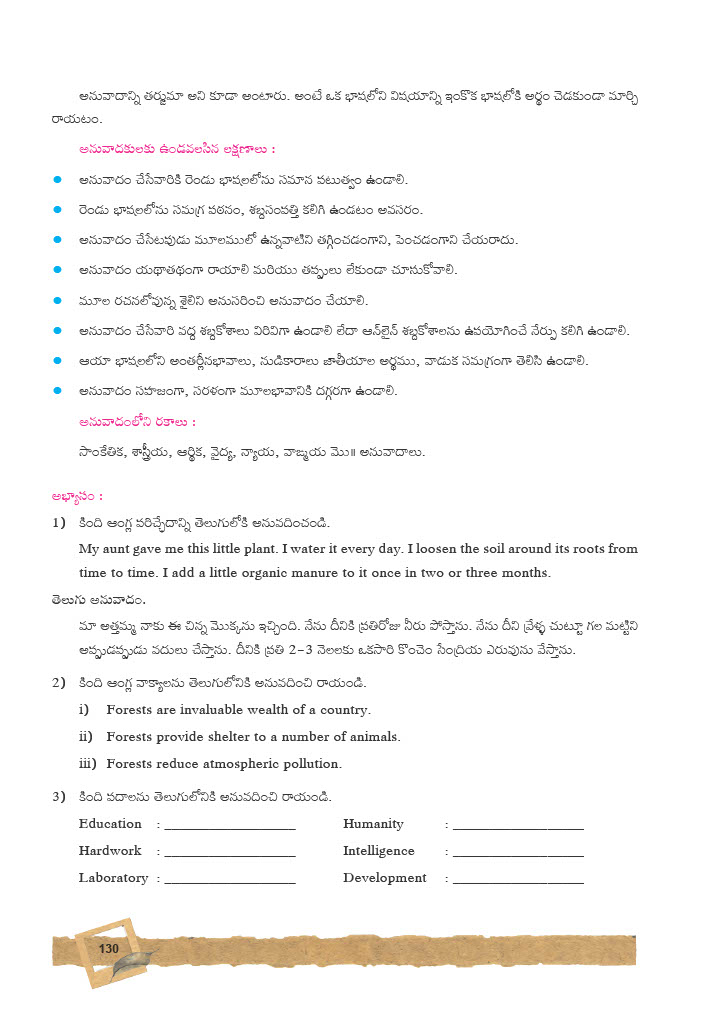 అనువాదాన్ని తర్జుమా అని కూడా అంటారు. అంటే ఒక భాషలోని విషయాన్ని ఇంకొక భాషలోకి అర్థం చెడకుండా మార్చి
రాయటం.
అనువాదకులకు ఉండవలసిన లక్షణాలు :
● అనువాదం చేసేవారికి రెండు భాషలలోను సమాన పటుత్వం ఉండాలి.
● రెండు భాషలలోను సమగ్ర పఠనం, శబ్దసంపత్తి కలిగి ఉండటం అవసరం.
● అనువాదం చేసేటపుడు మూలములో ఉన్నవాటిని తగ్గించడంగాని, పెంచడంగాని చేయరాదు.
● అనువాదం యథాతథంగా రాయాలి మరియు తప్పులు లేకుండా చూసుకోవాలి.
● మూల రచనలోవున్న శైలిని అనుసరించి అనువాదం చేయాలి.
● అనువాదం చేసేవారి వద్ద శబ్దకోశాలు విరివిగా ఉండాలి లేదా ఆన్‌లైన్ శబ్దకోశాలను ఉపయోగించే నేర్పు కలిగి ఉండాలి.
● ఆయా భాషలలోని అంతర్లీనభావాలు, నుడికారాలు జాతీయాల అర్థము, వాడుక సమగ్రంగా తెలిసి ఉండాలి.
● అనువాదం సహజంగా, సరళంగా మూలభావానికి దగ్గరగా ఉండాలి.
అనువాదంలోని రకాలు :
సాంకేతిక, శాస్త్రీయ, ఆర్థిక, వైద్య, న్యాయ, వాఙ్మయ మొ॥ అనువాదాలు.
అభ్యాసం :
1) కింది ఆంగ్ల పరిచ్ఛేదాన్ని తెలుగులోకి అనువదించండి.
My aunt gave me this little plant. I water it every day. I loosen the soil around its roots from
time to time. I add a little organic manure to it once in two or three months.
తెలుగు అనువాదం.
మా అత్తమ్మ నాకు ఈ చిన్న మొక్కను ఇచ్చింది. నేను దీనికి ప్రతిరోజు నీరు పోస్తాను. నేను దీని వ్రేళ్ళ చుట్టూ గల మట్టిని
అప్పుడప్పుడు వదులు చేస్తాను. దీనికి ప్రతి 2-3 నెలలకు ఒకసారి కొంచెం సేంద్రియ ఎరువును వేస్తాను.
2) కింది ఆంగ్ల వాక్యాలను తెలుగులోనికి అనువదించి రాయండి.
i) Forests are invaluable wealth of a country.
ii) Forests provide shelter to a number of animals.
iii) Forests reduce atmospheric pollution.
3) కింది పదాలను తెలుగులోనికి అనువదించి రాయండి.
Education : __________________ Humanity : __________________
Hardwork : __________________ Intelligence : __________________
Laboratory : __________________ Development : __________________
130